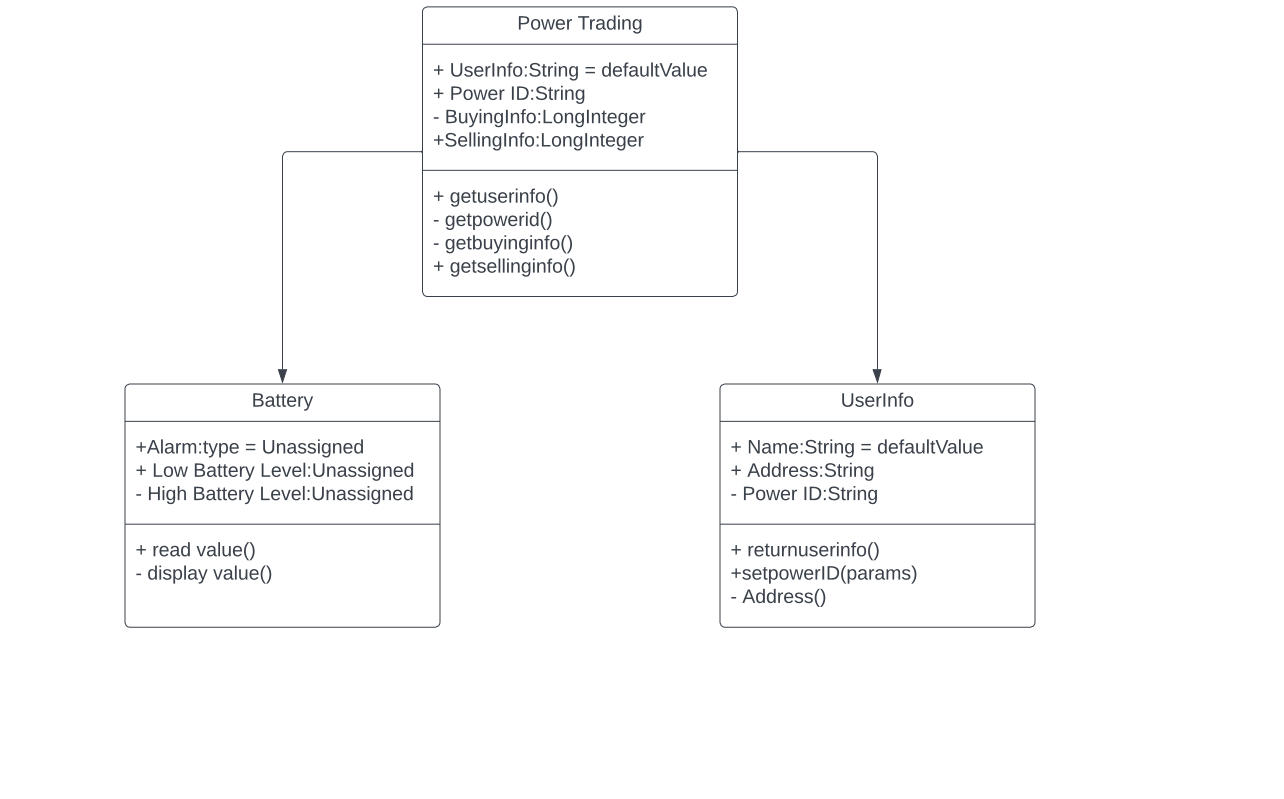 Power Trading
+ UserInfo:String = defaultValue
+ Power ID:String
- BuyingInfo:LongInteger
+SellingInfo:LongInteger
+ getuserinfo()
- getpowerid()
- getbuyinginfo()
+ getsellinginfo()
Battery
+Alarm:type = Unassigned
+ Low Battery Level:Unassigned
- High Battery Level:Unassigned
+ read value()
- display value()
UserInfo
+ Name:String = defaultValue
+ Address:String
- Power ID:String
+ returnuserinfo()
+setpowerID(params)
- Address()